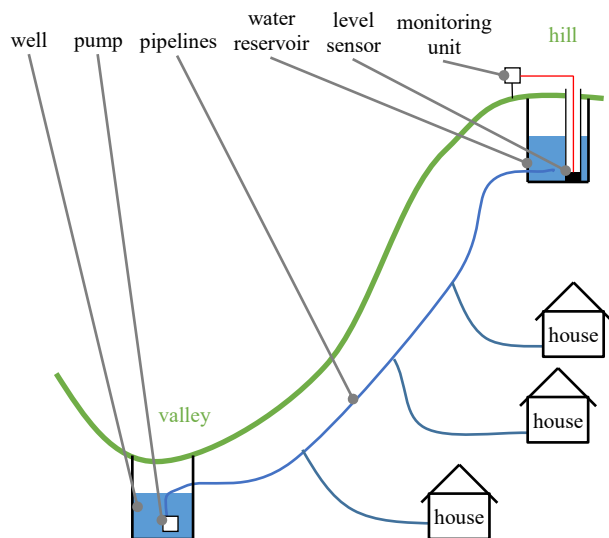 well
pump
pipelines
water
reservoir
level
sensor
monitoring
unit
hill
house
house
valley
house